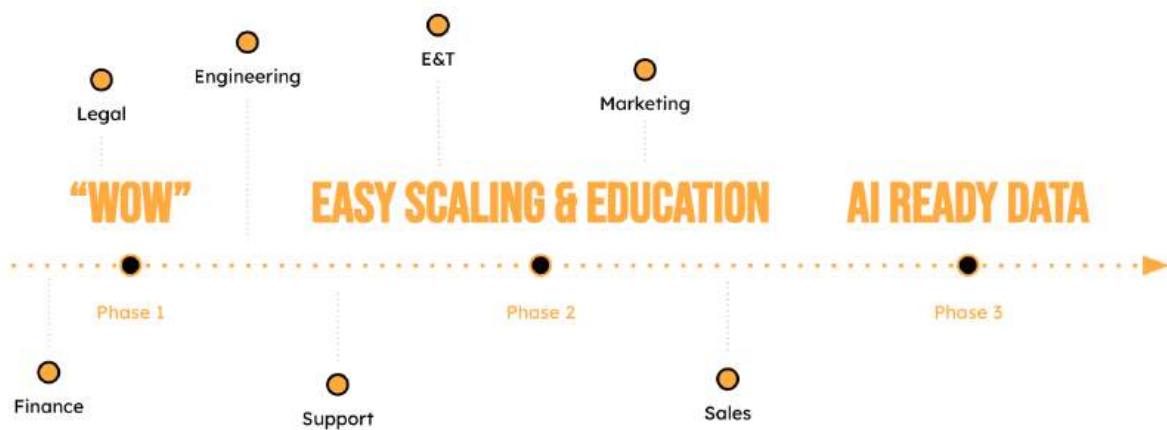 E&T
Engineering
Marketing
Legal
“WOW”
EASY SCALING & EDUCATION
AI READY DATA
Phase 1
Phase 2
Phase 3
Finance
Support
Sales